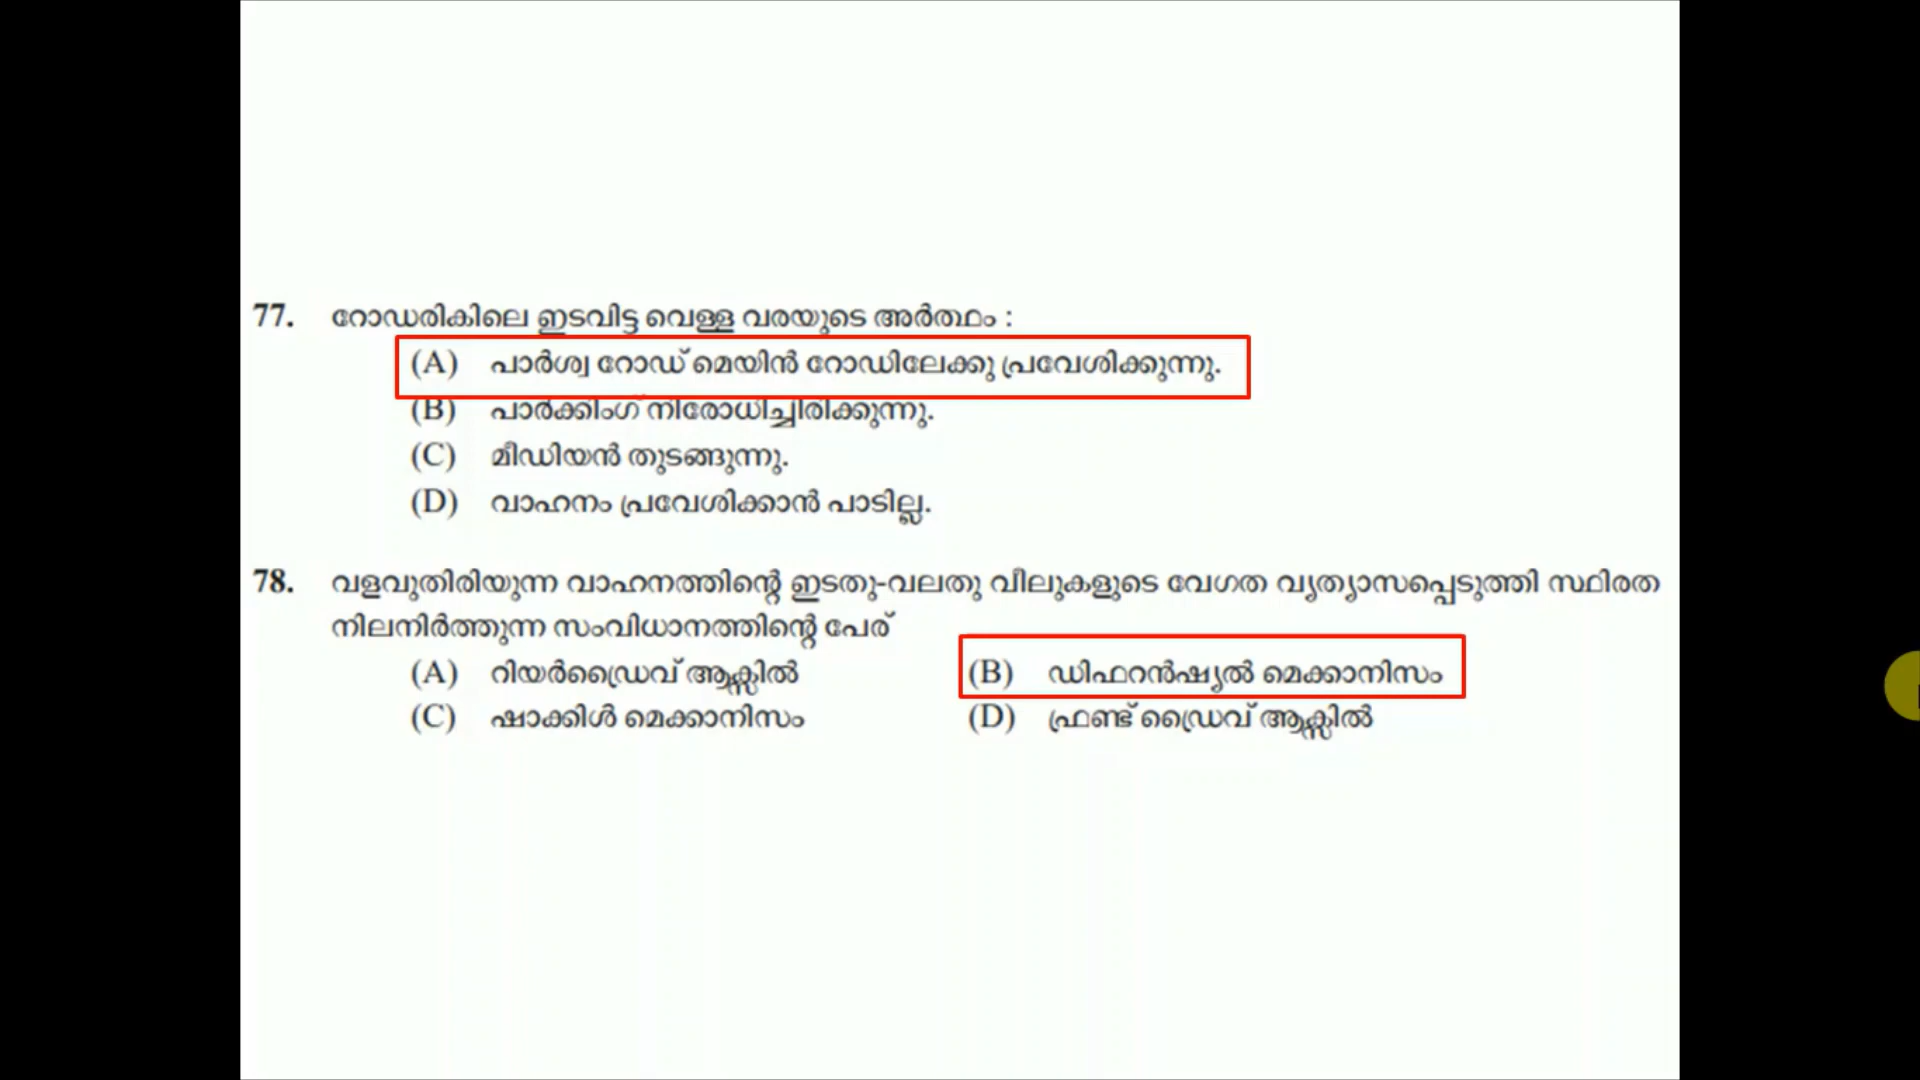 77. റോഡരികിലെ ഇടവിട്ട വെള്ള വരയുടെ അർത്ഥം :
(A) പാർശ്വ റോഡ് മെയിൻ റോഡിലേക്കു പ്രവേശിക്കുന്നു.
(B) പാർക്കിംഗ് നിരോധിച്ചിരിക്കുന്നു.
(C) മീഡിയൻ തുടങ്ങുന്നു.
(D) വാഹനം പ്രവേശിക്കാൻ പാടില്ല.
78. വളവുതിരിയുന്ന വാഹനത്തിന്റെ ഇടതു-വലതു വീലുകളുടെ വേഗത വ്യത്യാസപ്പെടുത്തി സ്ഥിരത
നിലനിർത്തുന്ന സംവിധാനത്തിന്റെ പേര്
(A) റിയർഡ്രൈവ് ആക്സിൽ (B) ഡിഫറൻഷ്യൽ മെക്കാനിസം
(C) ഷാക്കിൾ മെക്കാനിസം (D) ഫ്രണ്ട് ഡ്രൈവ് ആക്സിൽ